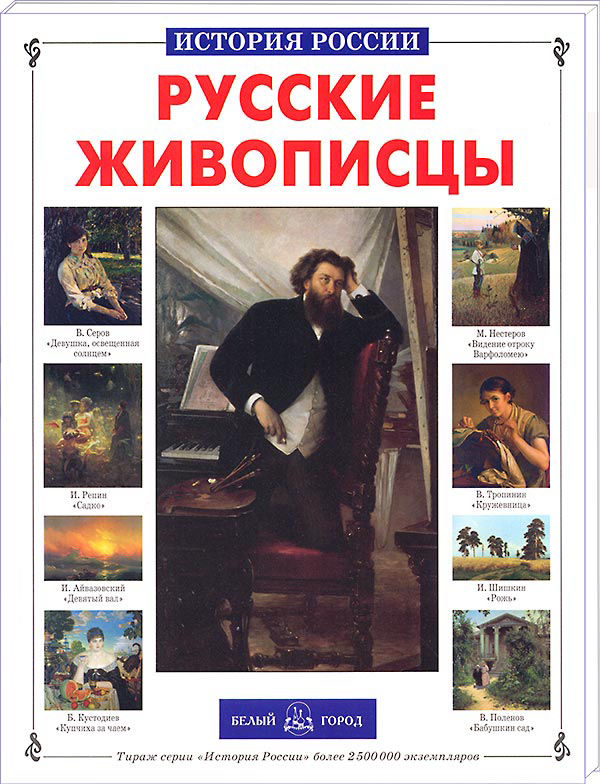 ИСТОРИЯ РОССИИ
РУССКИЕ
ЖИВОПИСЦЫ
В. Серов
«Девушка, освещенная
солнцем»
И. Репин
«Садко»
И. Айвазовский
«Девятый вал»
Б. Кустодиев
«Купчиха за чаем»
М. Нестеров
«Видение отроку
Варфоломею»
В. Тропинин
«Кружевница»
И. Шишкин
«Рожь»
В. Поленов
«Бабушкин сад»
БЕЛЫЙ ГОРОД
Тираж серии «История России» более 2 500 000 экземпляров